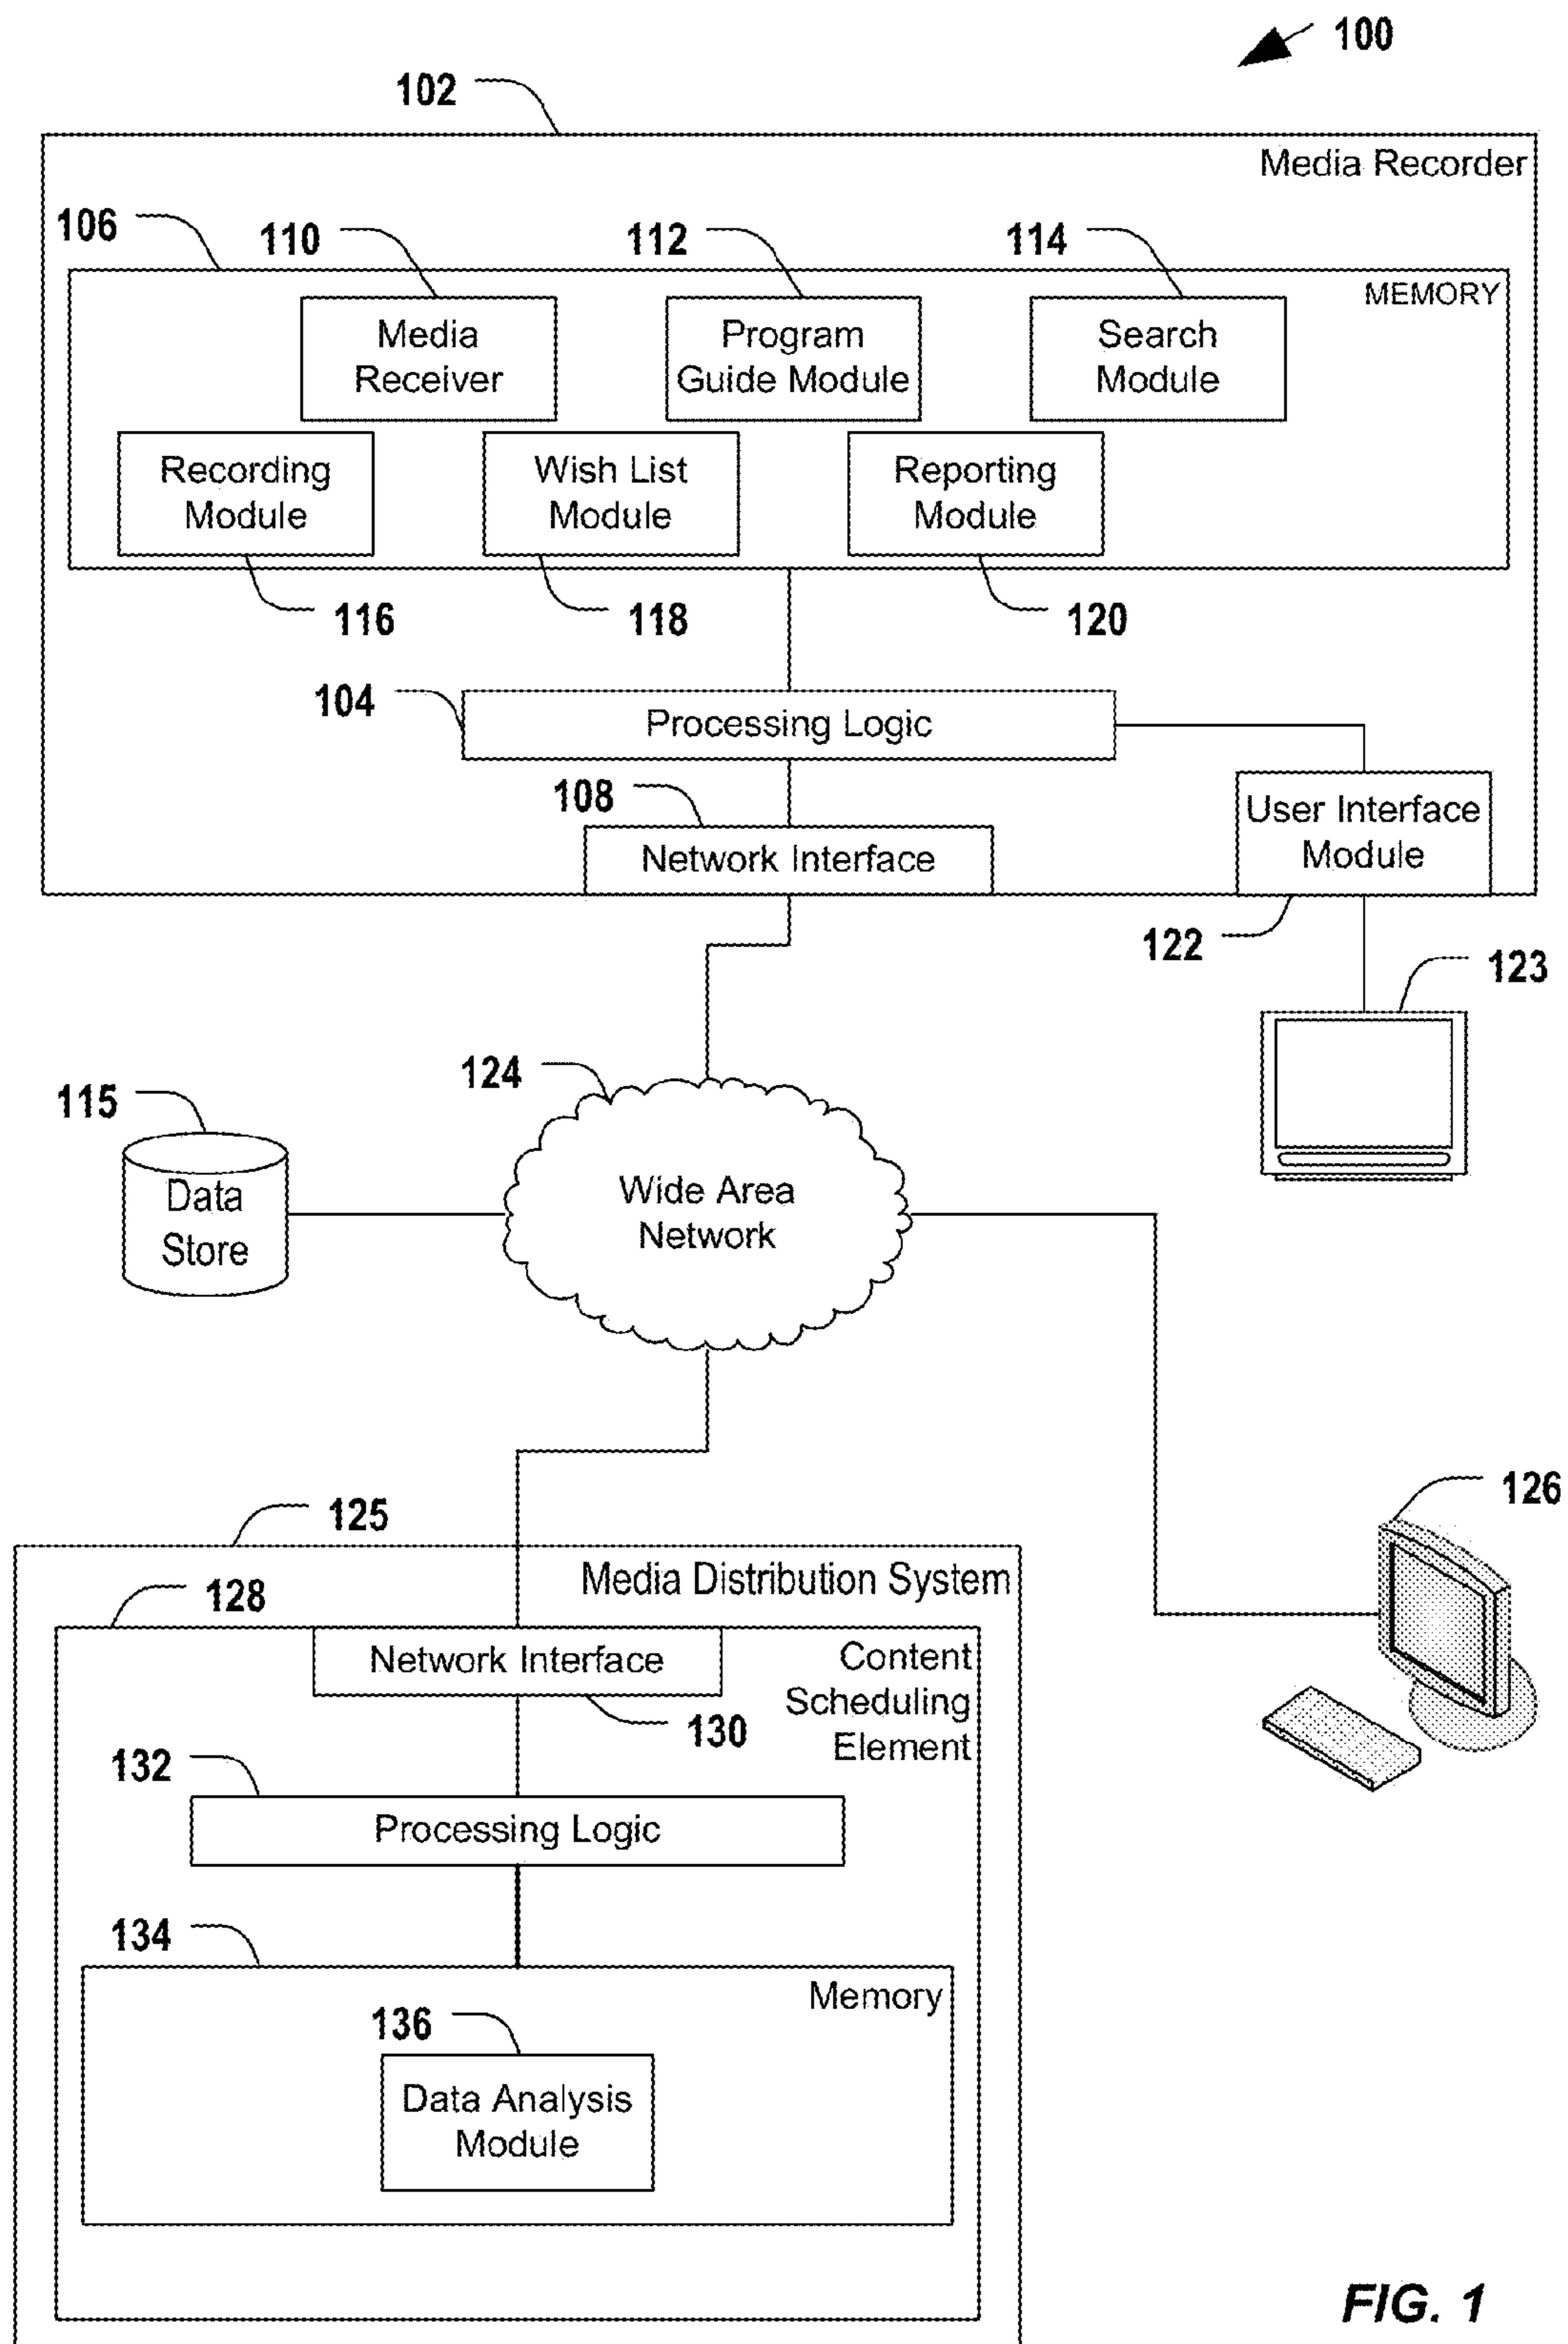 100
102
Media Recorder
106
110
112
114
MEMORY
Media
Receiver
Program
Guide Module
Search
Module
Recording
Module
Wish List
Module
Reporting
Module
116
118
120
104
Processing Logic
108
Network Interface
User Interface
Module
122
123
124
115
Data
Store
Wide Area
Network
126
125
Media Distribution System
128
Network Interface
Content
Scheduling
Element
130
132
Processing Logic
134
Memory
136
Data Analysis
Module
FIG. 1